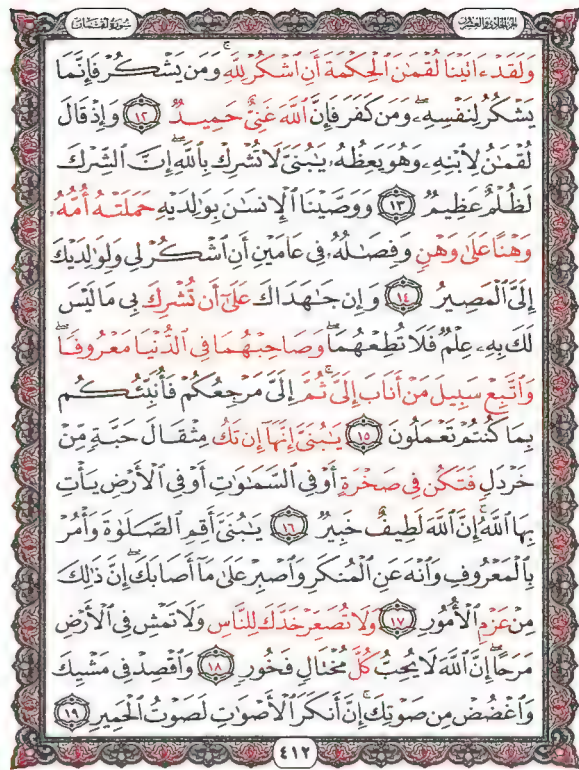 سُورَةُ لُقْمَانَ
الجزء الحادي والعشرون
وَلَقَدْ ءَاتَيْنَا لُقْمَٰنَ ٱلْحِكْمَةَ أَنِ ٱشْكُرْ لِلَّهِ ۚ وَمَن يَشْكُرْ فَإِنَّمَا
يَشْكُرُ لِنَفْسِهِۦ ۖ وَمَن كَفَرَ فَإِنَّ ٱللَّهَ غَنِىٌّ حَمِيدٌ ١٢ وَإِذْ قَالَ
لُقْمَٰنُ لِٱبْنِهِۦ وَهُوَ يَعِظُهُۥ يَٰبُنَىَّ لَا تُشْرِكْ بِٱللَّهِ ۖ إِنَّ ٱلشِّرْكَ
لَظُلْمٌ عَظِيمٌ ١٣ وَوَصَّيْنَا ٱلْإِنسَٰنَ بِوَٰلِدَيْهِ حَمَلَتْهُ أُمُّهُۥ
وَهْنًا عَلَىٰ وَهْنٍ وَفِصَٰلُهُۥ فِى عَامَيْنِ أَنِ ٱشْكُرْ لِى وَلِوَٰلِدَيْكَ
إِلَىَّ ٱلْمَصِيرُ ١٤ وَإِن جَٰهَدَاكَ عَلَىٰٓ أَن تُشْرِكَ بِى مَا لَيْسَ
لَكَ بِهِۦ عِلْمٌ فَلَا تُطِعْهُمَا ۖ وَصَاحِبْهُمَا فِى ٱلدُّنْيَا مَعْرُوفًا ۖ
وَٱتَّبِعْ سَبِيلَ مَنْ أَنَابَ إِلَىَّ ۚ ثُمَّ إِلَىَّ مَرْجِعُكُمْ فَأُنَبِّئُكُم
بِمَا كُنتُمْ تَعْمَلُونَ ١٥ يَٰبُنَىَّ إِنَّهَآ إِن تَكُ مِثْقَالَ حَبَّةٍ مِّنْ
خَرْدَلٍ فَتَكُن فِى صَخْرَةٍ أَوْ فِى ٱلسَّمَٰوَٰتِ أَوْ فِى ٱلْأَرْضِ يَأْتِ
بِهَا ٱللَّهُ ۚ إِنَّ ٱللَّهَ لَطِيفٌ خَبِيرٌ ١٦ يَٰبُنَىَّ أَقِمِ ٱلصَّلَوٰةَ وَأْمُرْ
بِٱلْمَعْرُوفِ وَٱنْهَ عَنِ ٱلْمُنكَرِ وَٱصْبِرْ عَلَىٰ مَآ أَصَابَكَ ۖ إِنَّ ذَٰلِكَ
مِنْ عَزْمِ ٱلْأُمُورِ ١٧ وَلَا تُصَعِّرْ خَدَّكَ لِلنَّاسِ وَلَا تَمْشِ فِى ٱلْأَرْضِ
مَرَحًا ۖ إِنَّ ٱللَّهَ لَا يُحِبُّ كُلَّ مُخْتَالٍ فَخُورٍ ١٨ وَٱقْصِدْ فِى مَشْيِكَ
وَٱغْضُضْ مِن صَوْتِكَ ۚ إِنَّ أَنكَرَ ٱلْأَصْوَٰتِ لَصَوْتُ ٱلْحَمِيرِ ١٩
٤١٢